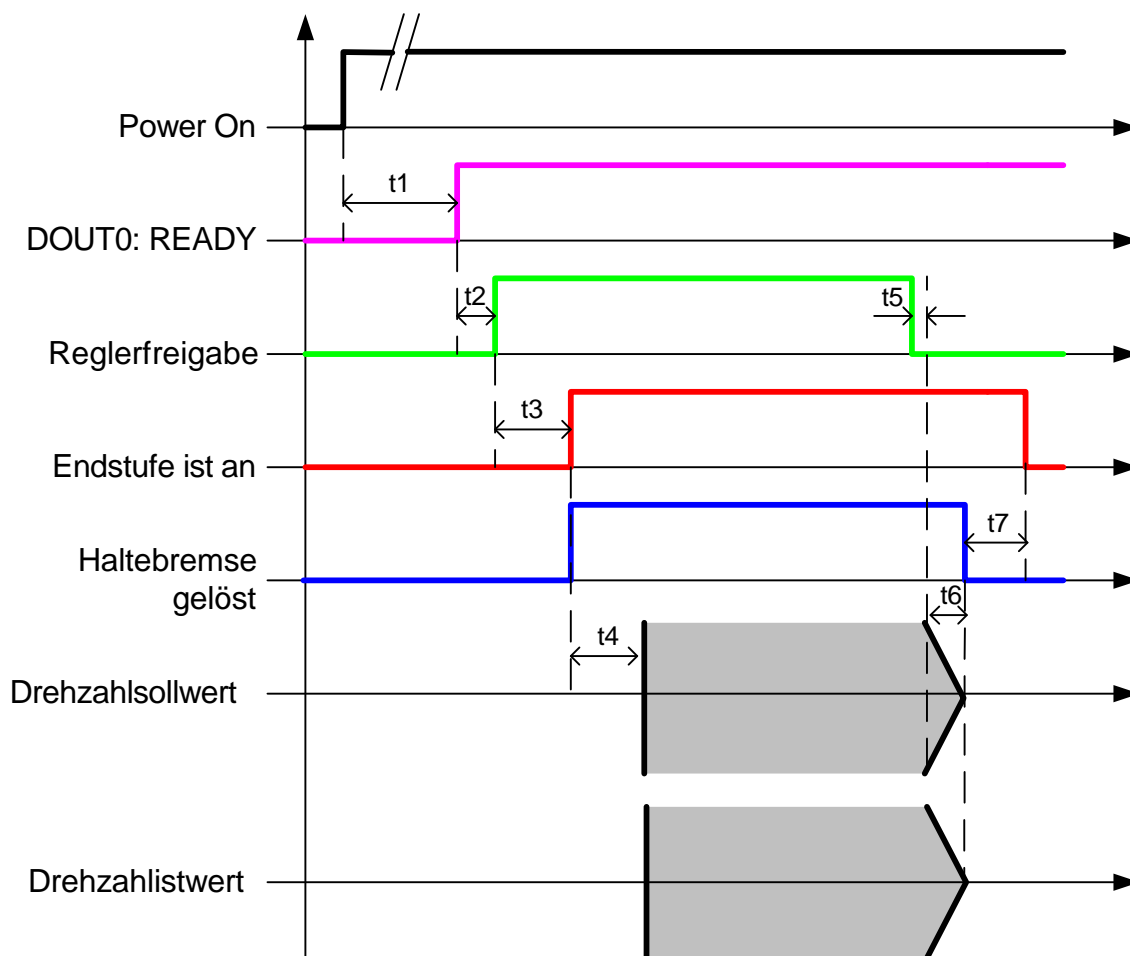 Power On
t1
DOUT0: READY
t2
t5
Reglerfreigabe
t3
Endstufe ist an
t7
Haltebremse
gelöst
t6
t4
Drehzahlsollwert
Drehzahlistwert